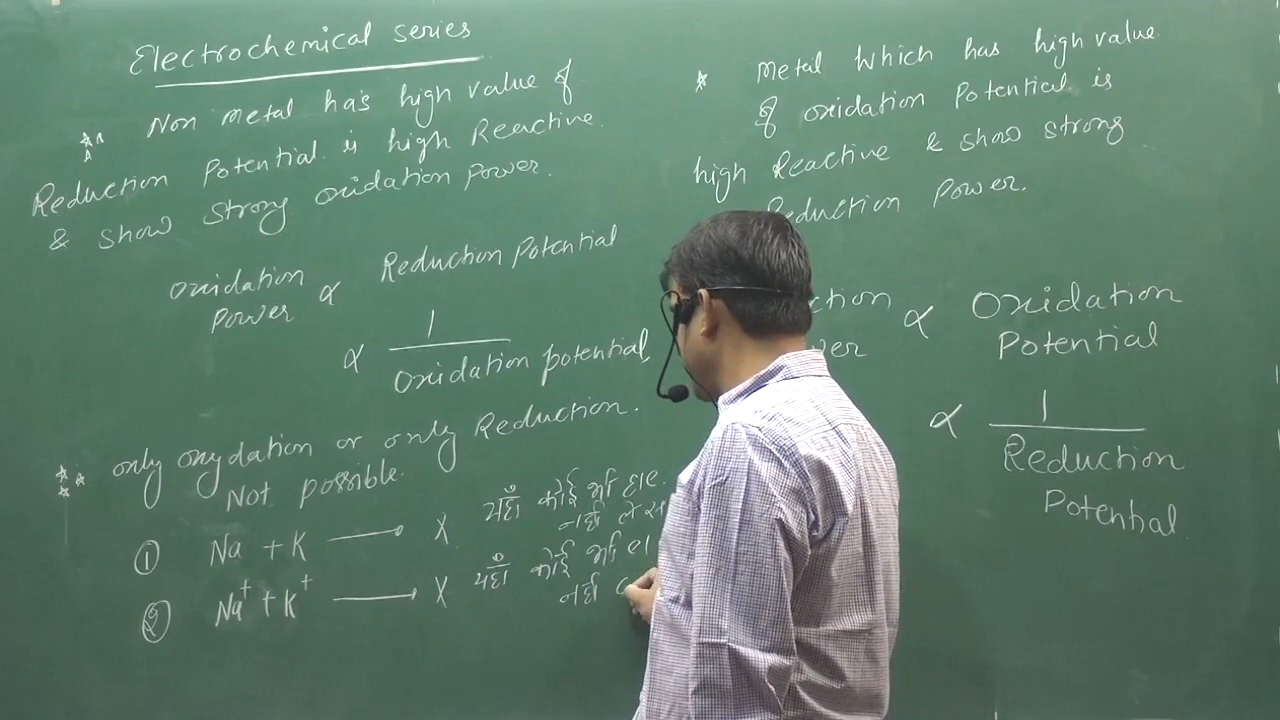 Electrochemical series
Non metal has high value of
Reduction Potential is high Reactive.
& show strong oxidation power.
Oxidation
Power ∝ Reduction Potential
∝ 1
Oxidation potential
only oxydation or only Reduction.
Not possible.
① Na + K ⟶ X यहाँ कोई भी
नहीं
② Na⁺ + K⁺ ⟶ X यहाँ कोई भी
नहीं
* Metal which has high value
of oxidation Potential is
high Reactive & show strong
Reduction power.
∝ Oxidation
Potential
∝ 1
Reduction
Potential